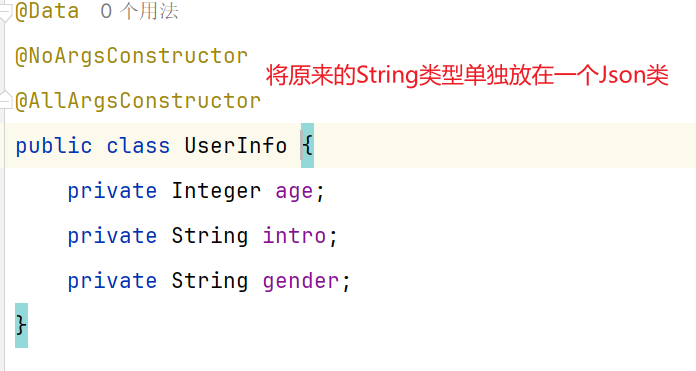 @Data 0 个用法
@NoArgsConstructor
将原来的String类型单独放在一个Json类
@AllArgsConstructor
public class UserInfo {
private Integer age;
private String intro;
private String gender;
}